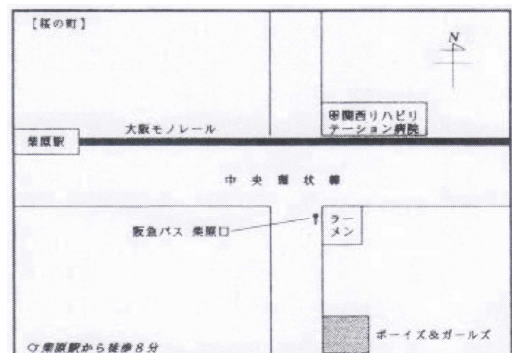 ［桜の町］
N
関西リハビリ
テーション病院
大阪モノレール
柴原駅
中央環状線
阪急バス 柴原口
ラー
メン
ボーイズ&ガールズ
柴原駅から徒歩8分